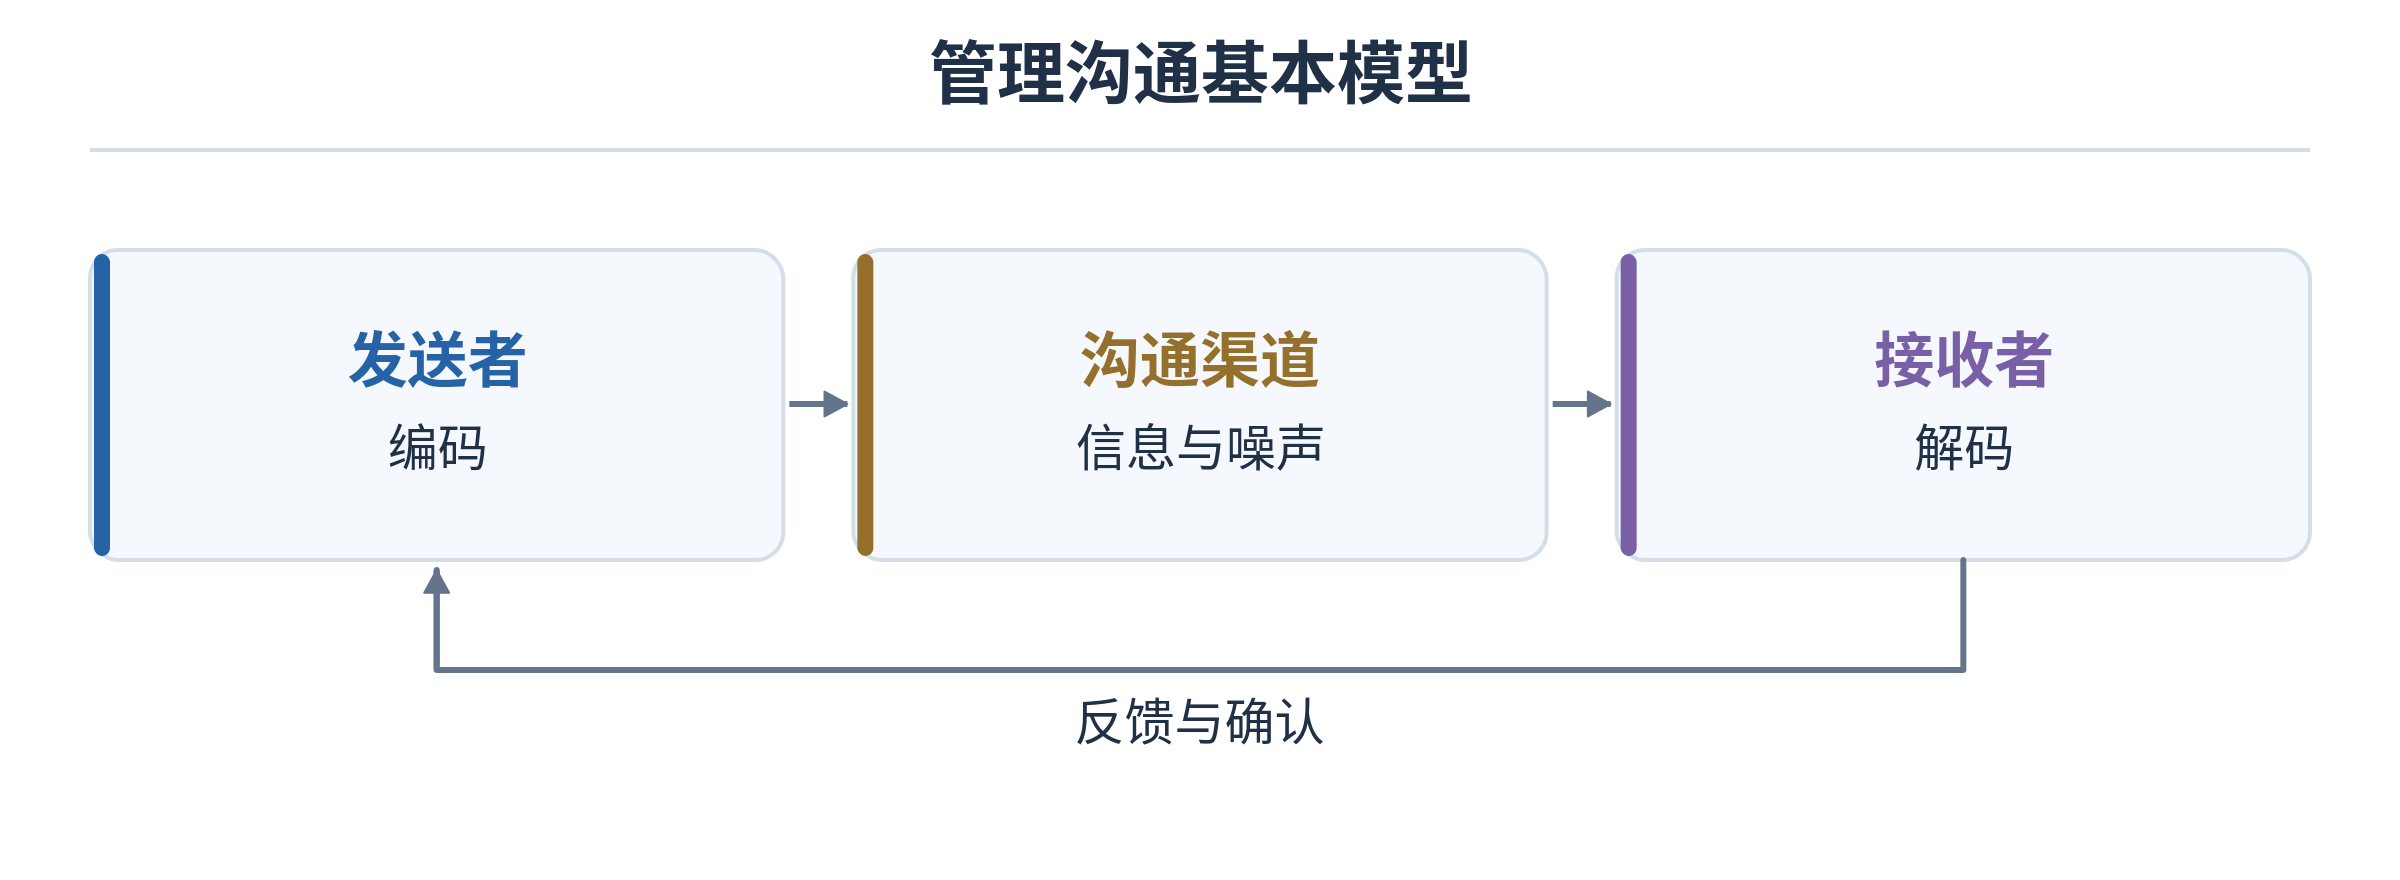 管理沟通基本模型
发送者
编码
沟通渠道
信息与噪声
接收者
解码
反馈与确认